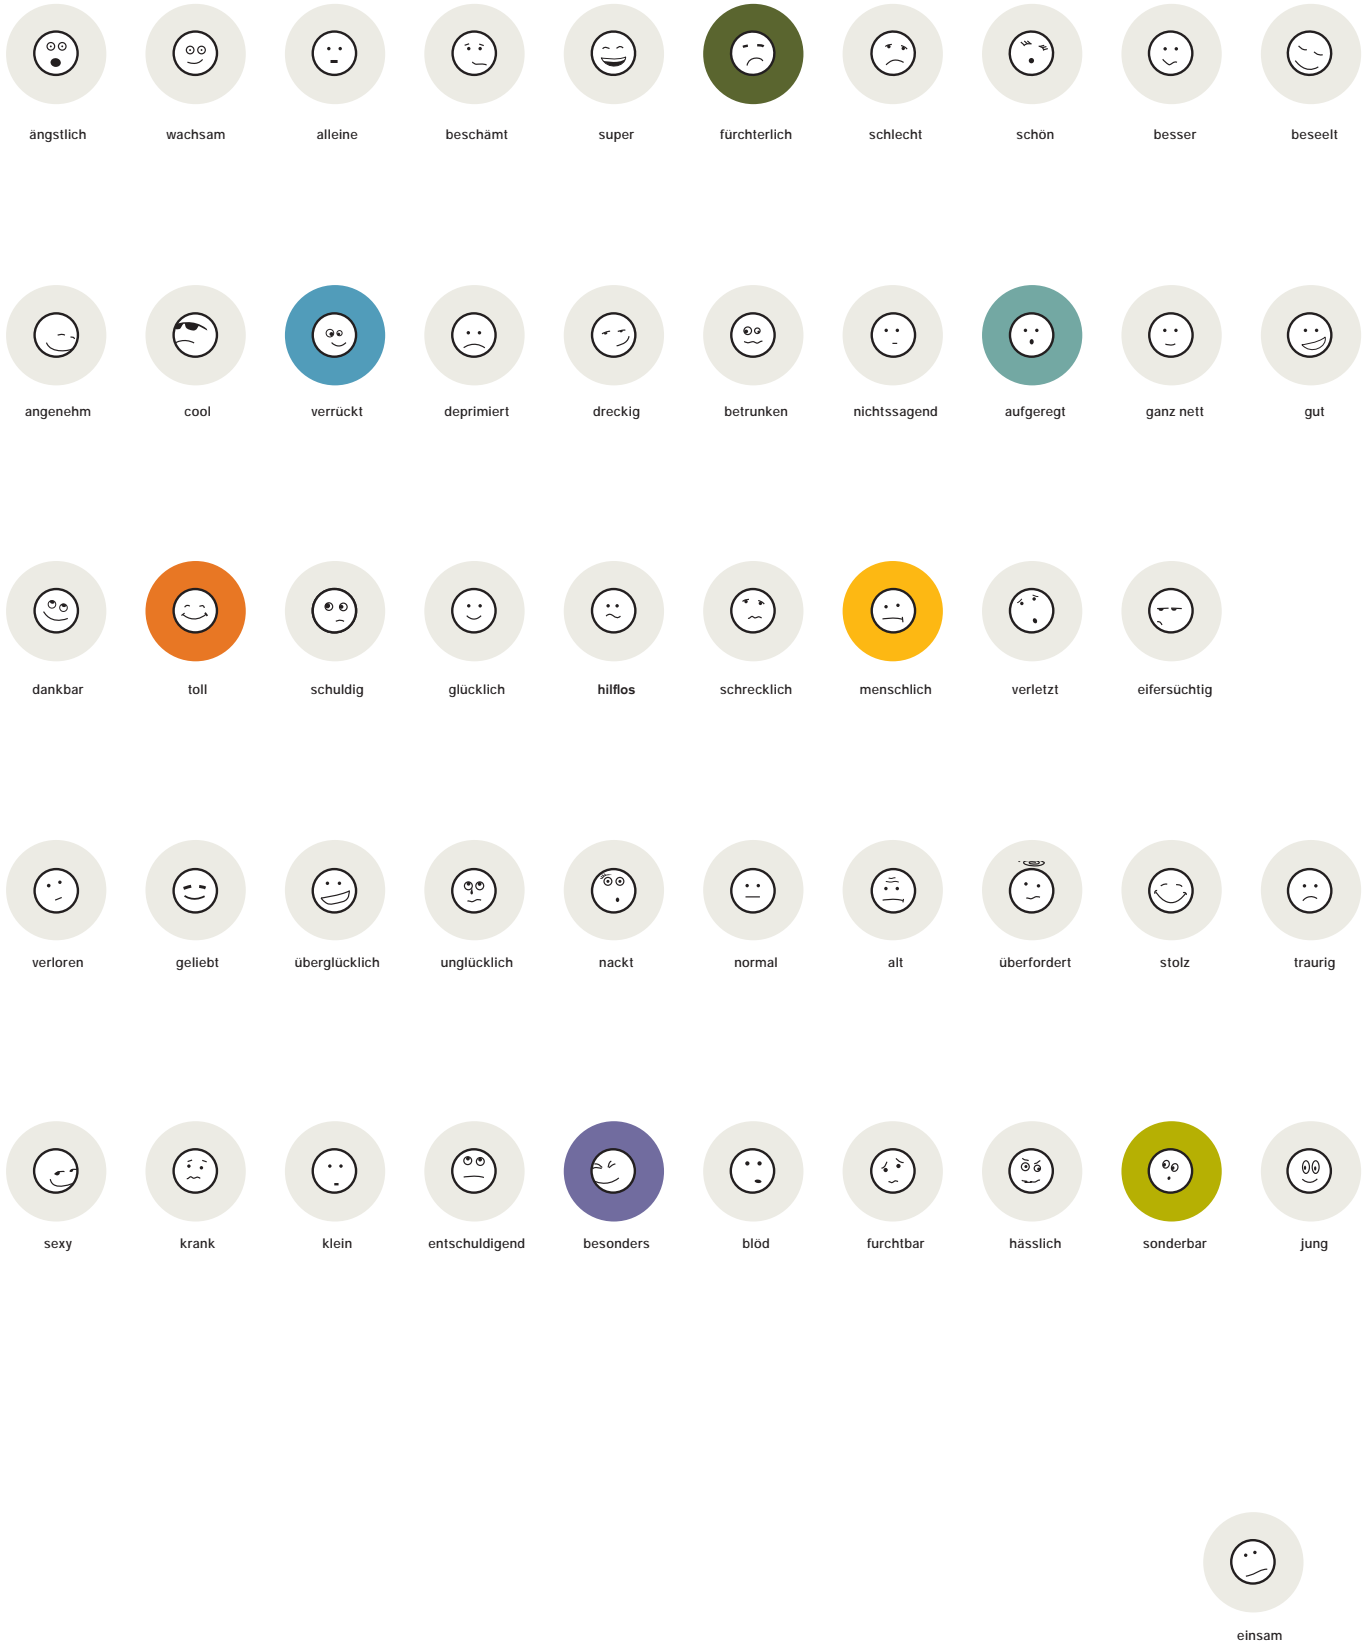 ängstlich wachsam alleine beschämt super fürchterlich schlecht schön besser beseelt
angenehm cool verrückt deprimiert dreckig betrunken nichtssagend aufgeregt ganz nett gut
dankbar toll schuldig glücklich hilflos schrecklich menschlich verletzt eifersüchtig
verloren geliebt überglücklich unglücklich nackt normal alt überfordert stolz traurig
sexy krank klein entschuldigend besonders blöd furchtbar hässlich sonderbar jung
einsam